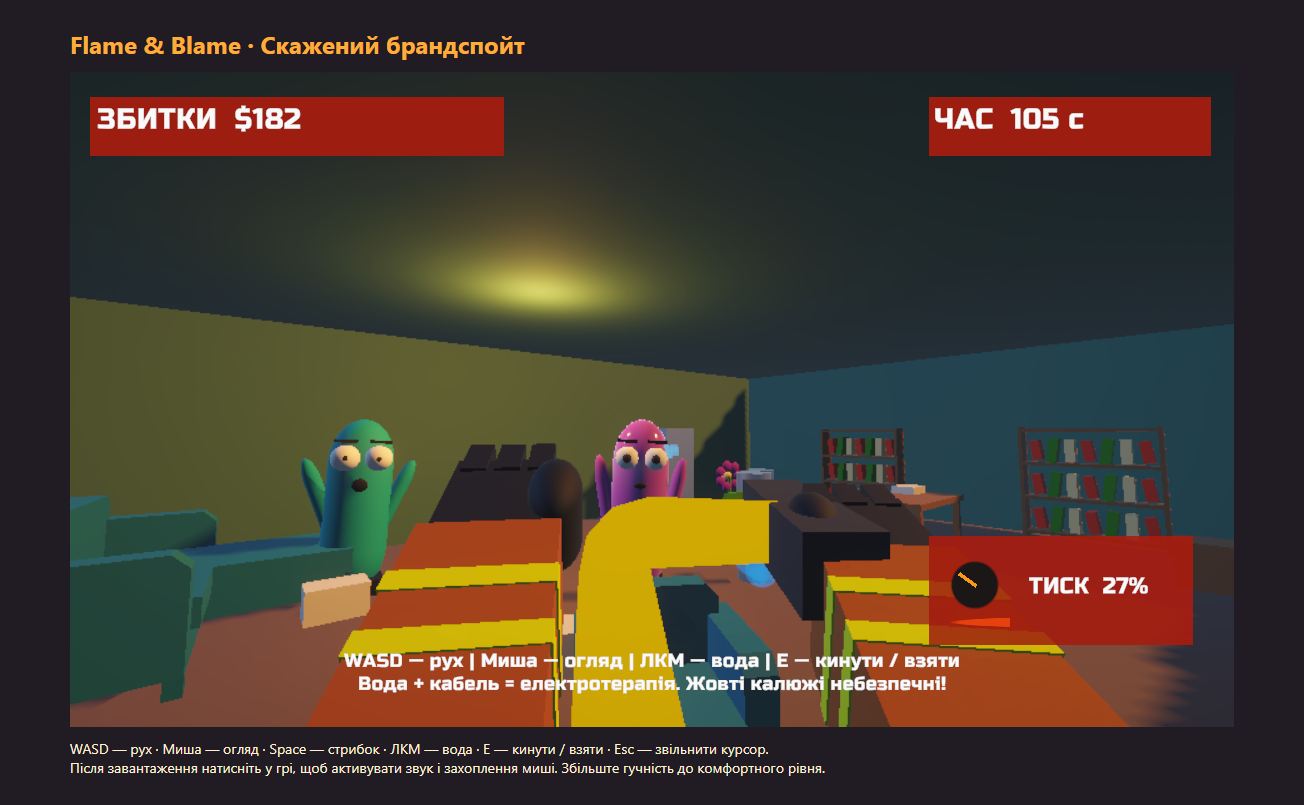 Flame & Blame · Скажений брандспойт
ЗБИТКИ $182
ЧАС 105 с
ТИСК 27%
WASD — рух | Миша — огляд | ЛКМ — вода | E — кинути / взяти
Вода + кабель = електротерапія. Жовті калюжі небезпечні!
WASD — рух · Миша — огляд · Space — стрибок · ЛКМ — вода · E — кинути / взяти · Esc — звільнити курсор.
Після завантаження натисніть у грі, щоб активувати звук і захоплення миші. Збільште гучність до комфортного рівня.